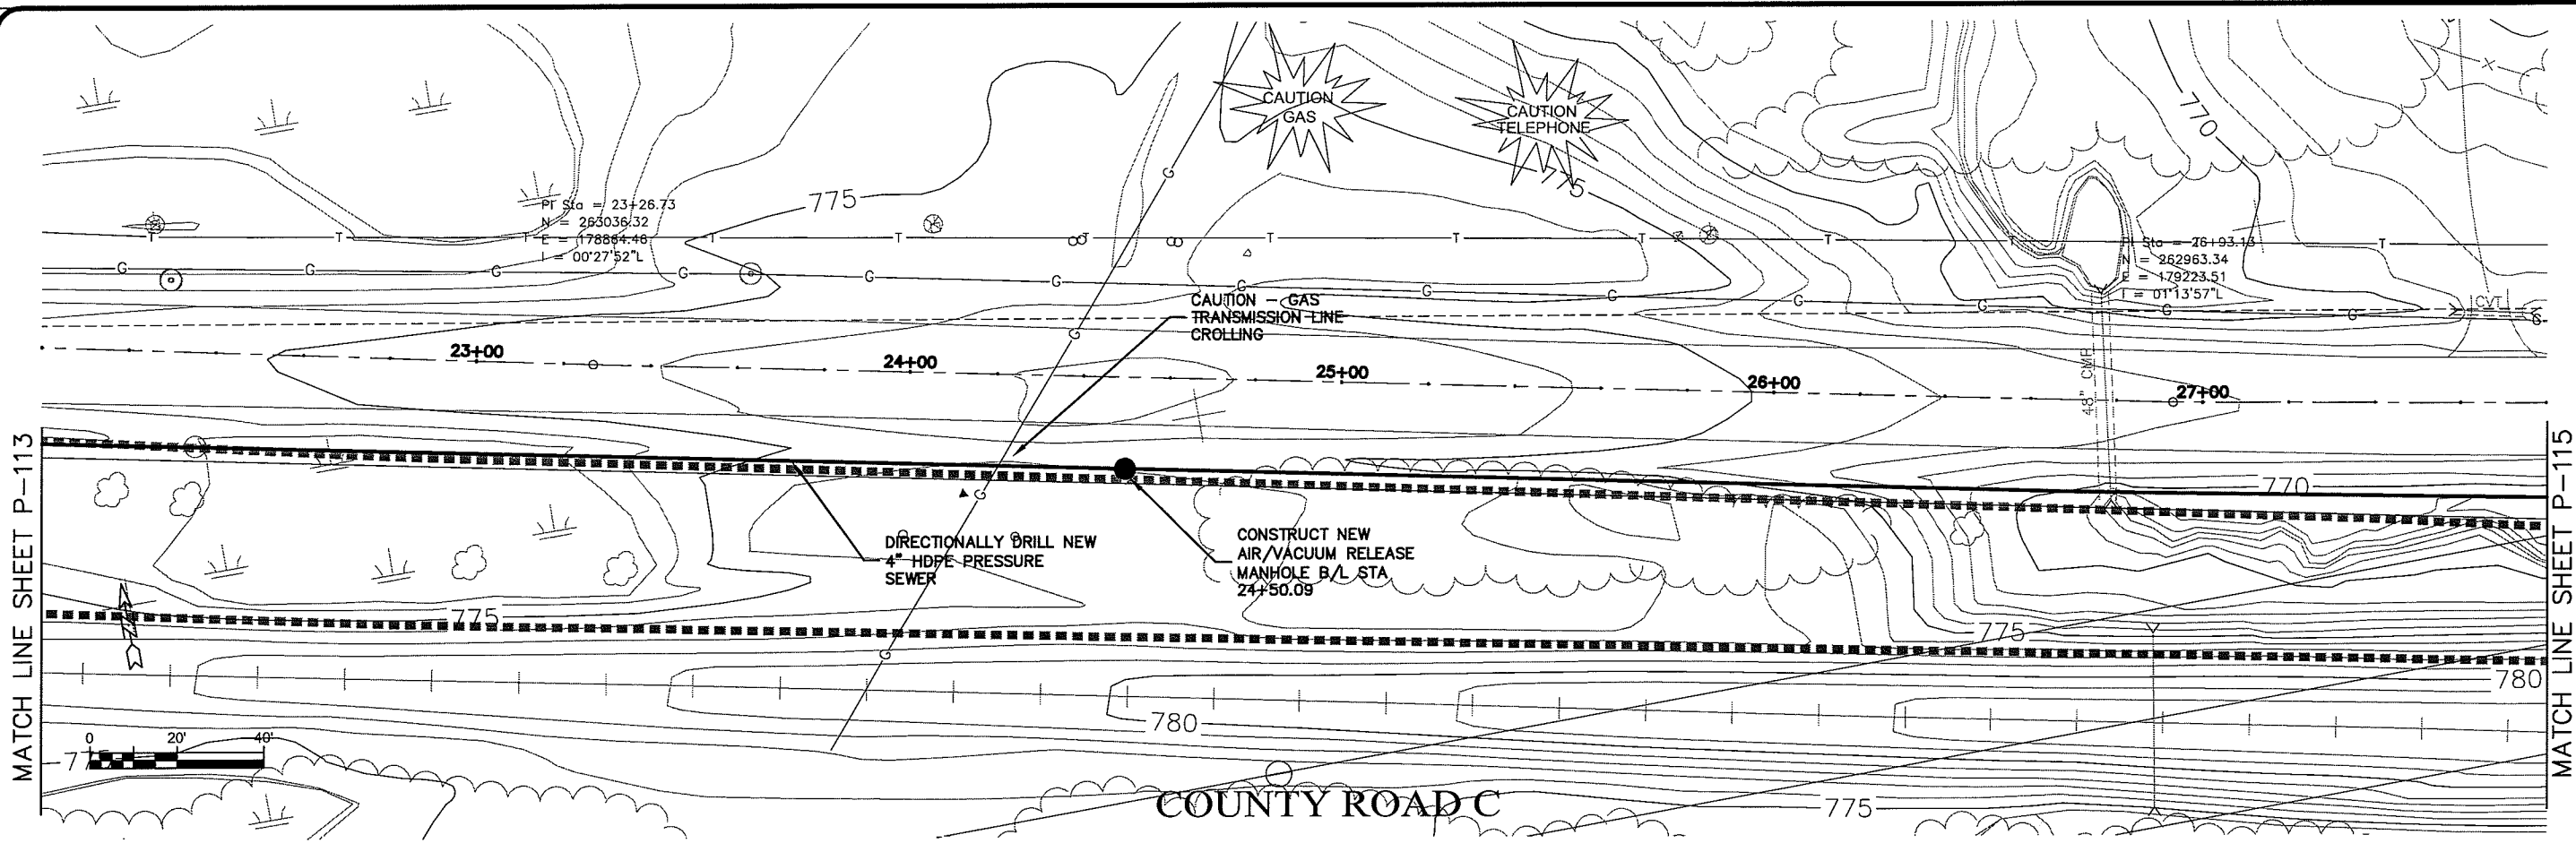 CAUTION
GAS
CAUTION
TELEPHONE
770
775
775
PI Sta = 23+26.73
N = 263036.32
E = 178864.46
I = 00°27'52"L
T T T T T T T T T T
PI Sta = 26+93.13
N = 262963.34
E = 179223.51
I = 01°13'57"L
G G G G G G G G G G G G
G
CVT
G
CAUTION - GAS
TRANSMISSION LINE
CROLLING
G
23+00
24+00
25+00
26+00
27+00
48" CMP
MATCH LINE SHEET P-113
MATCH LINE SHEET P-115
770
G
DIRECTIONALLY DRILL NEW
4" HDPE PRESSURE
SEWER
CONSTRUCT NEW
AIR/VACUUM RELEASE
MANHOLE B/L STA
24+50.09
775
775
G
780
780
0 20' 40'
775
COUNTY ROAD C
775